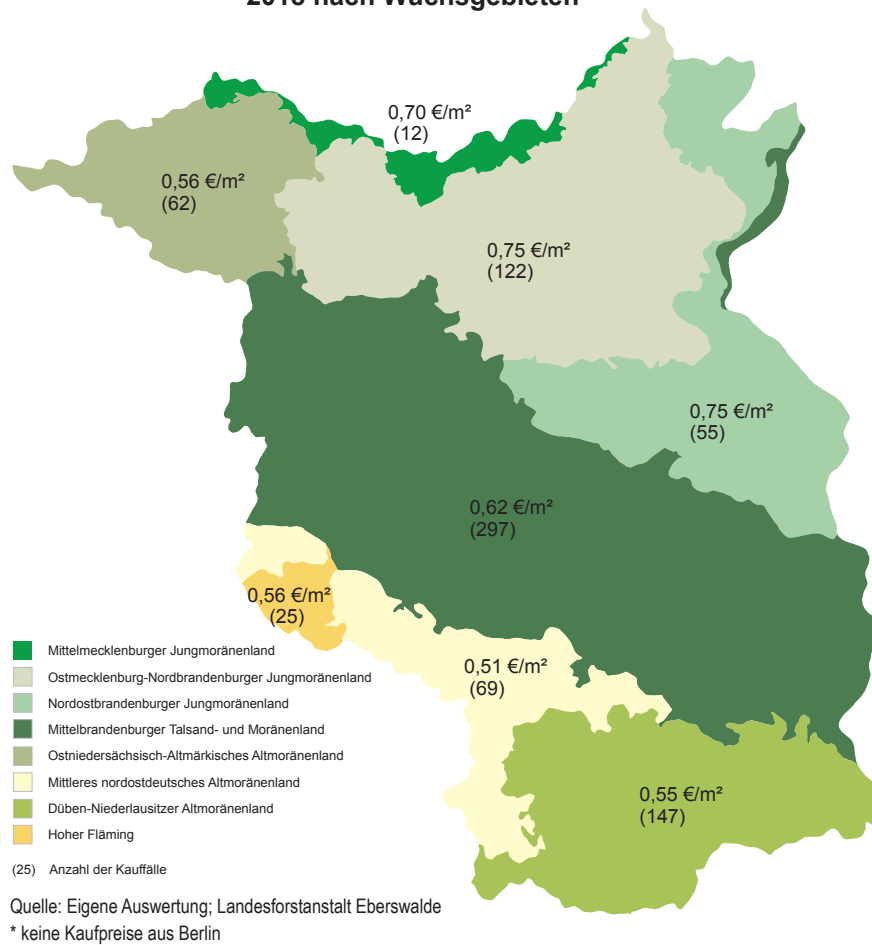 2018 nach Wuchsgebieten
0,70 €/m²
(12)
0,56 €/m²
(62)
0,75 €/m²
(122)
0,75 €/m²
(55)
0,62 €/m²
(297)
0,56 €/m²
(25)
0,51 €/m²
(69)
0,55 €/m²
(147)
Mittelmecklenburger Jungmoränenland
Ostmecklenburg-Nordbrandenburger Jungmoränenland
Nordostbrandenburger Jungmoränenland
Mittelbrandenburger Talsand- und Moränenland
Ostniedersächsisch-Altmärkisches Altmoränenland
Mittleres nordostdeutsches Altmoränenland
Düben-Niederlausitzer Altmoränenland
Hoher Fläming
(25) Anzahl der Kauffälle
Quelle: Eigene Auswertung; Landesforstanstalt Eberswalde
* keine Kaufpreise aus Berlin